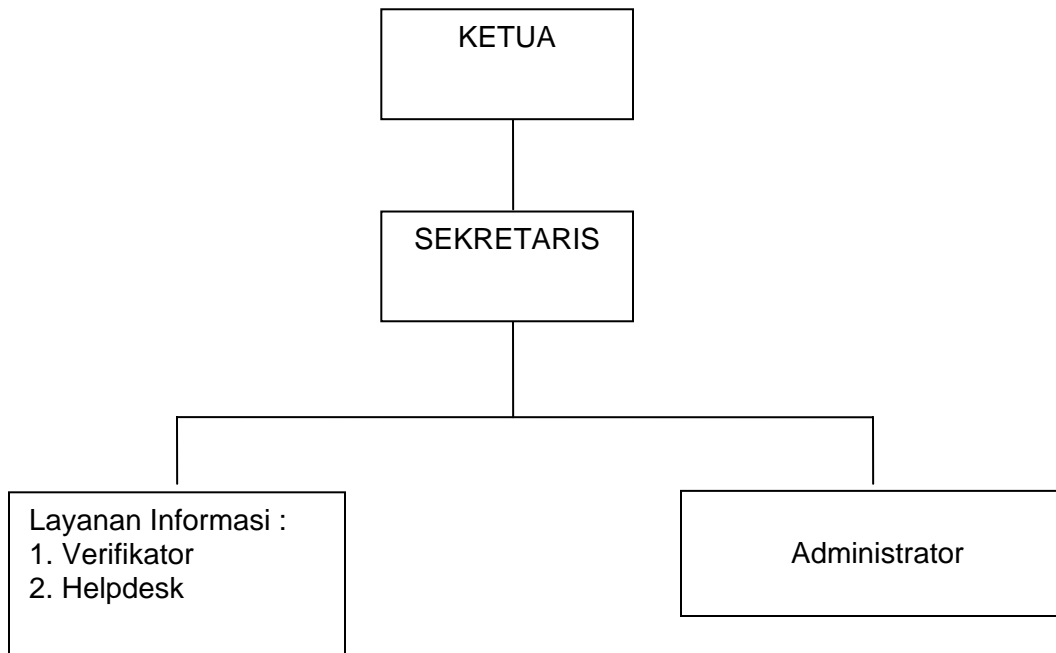 KETUA
SEKRETARIS
Layanan Informasi :
1. Verifikator
2. Helpdesk
Administrator